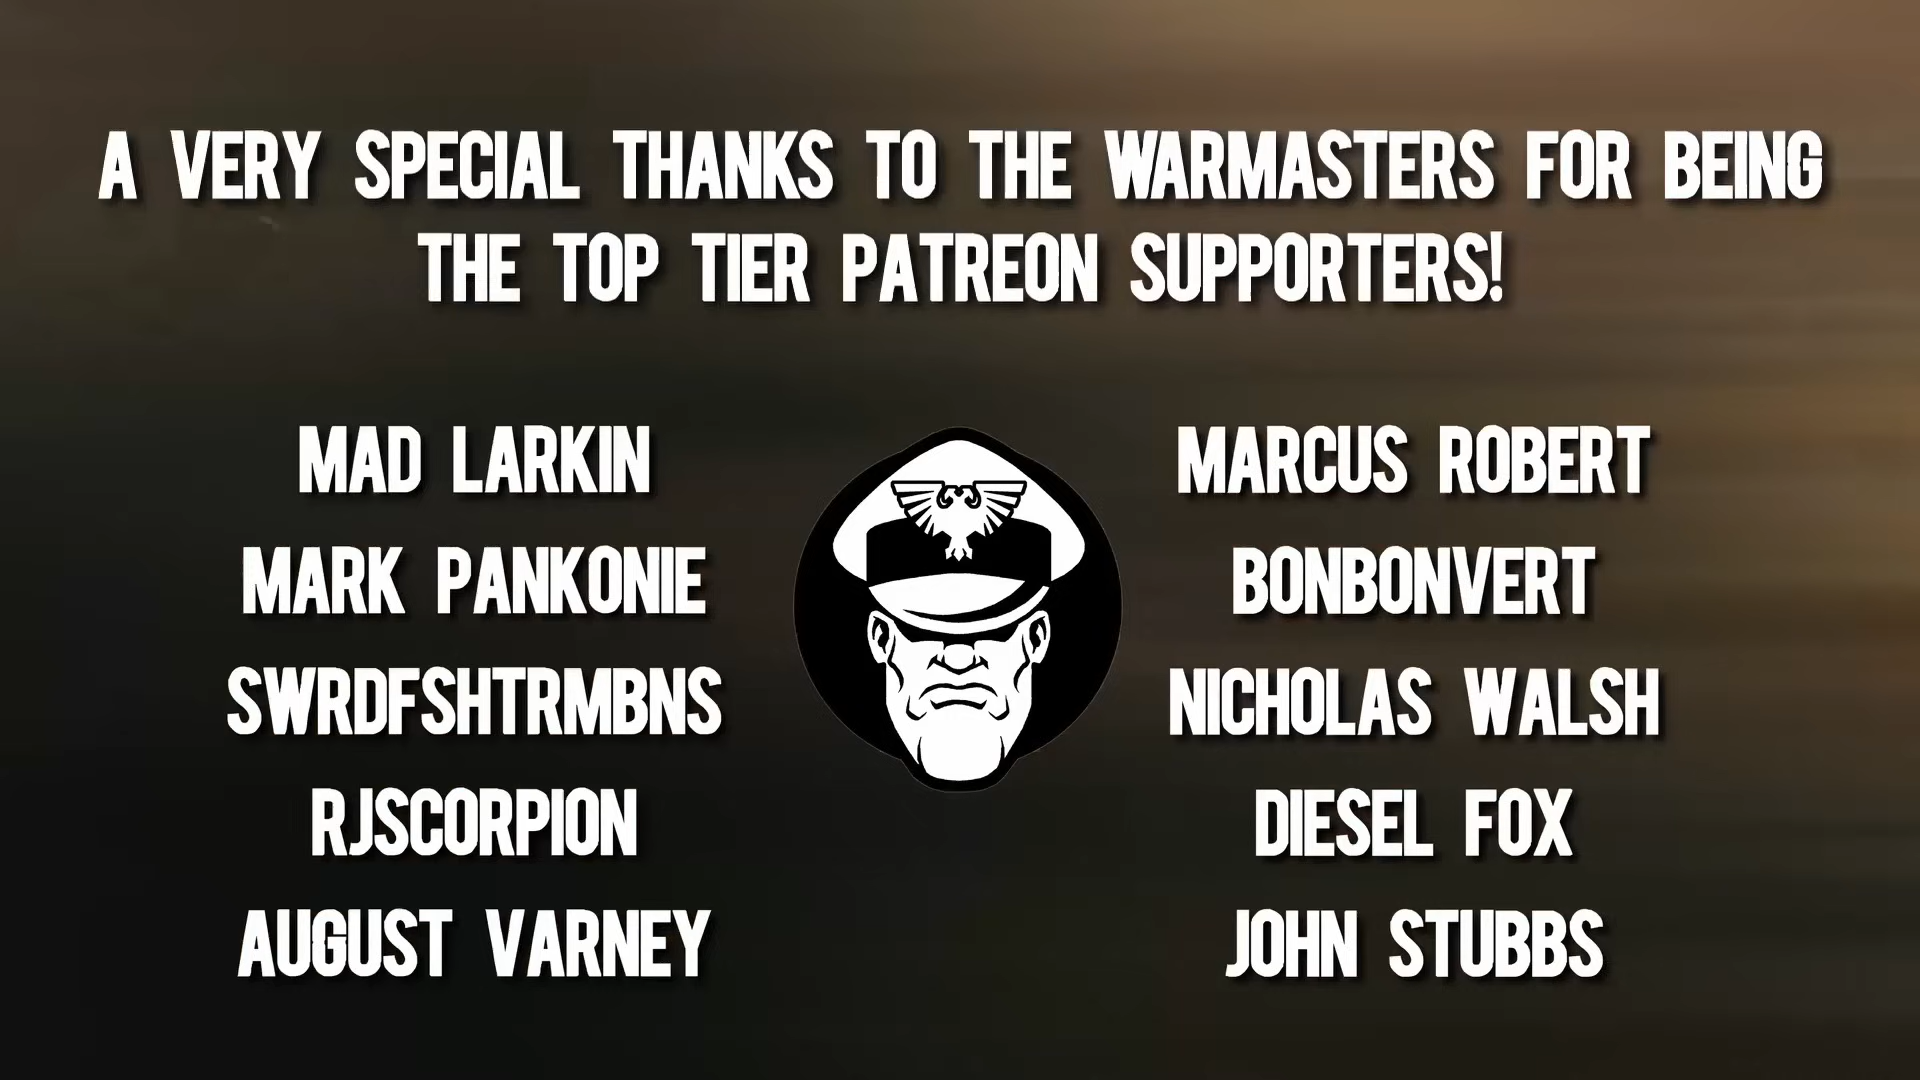 A VERY SPECIAL THANKS TO THE WARMASTERS FOR BEING
THE TOP TIER PATREON SUPPORTERS!
MAD LARKIN
MARK PANKONIE
SWRDFSHTRMBNS
RJSCORPION
AUGUST VARNEY
MARCUS ROBERT
BONBONVERT
NICHOLAS WALSH
DIESEL FOX
JOHN STUBBS